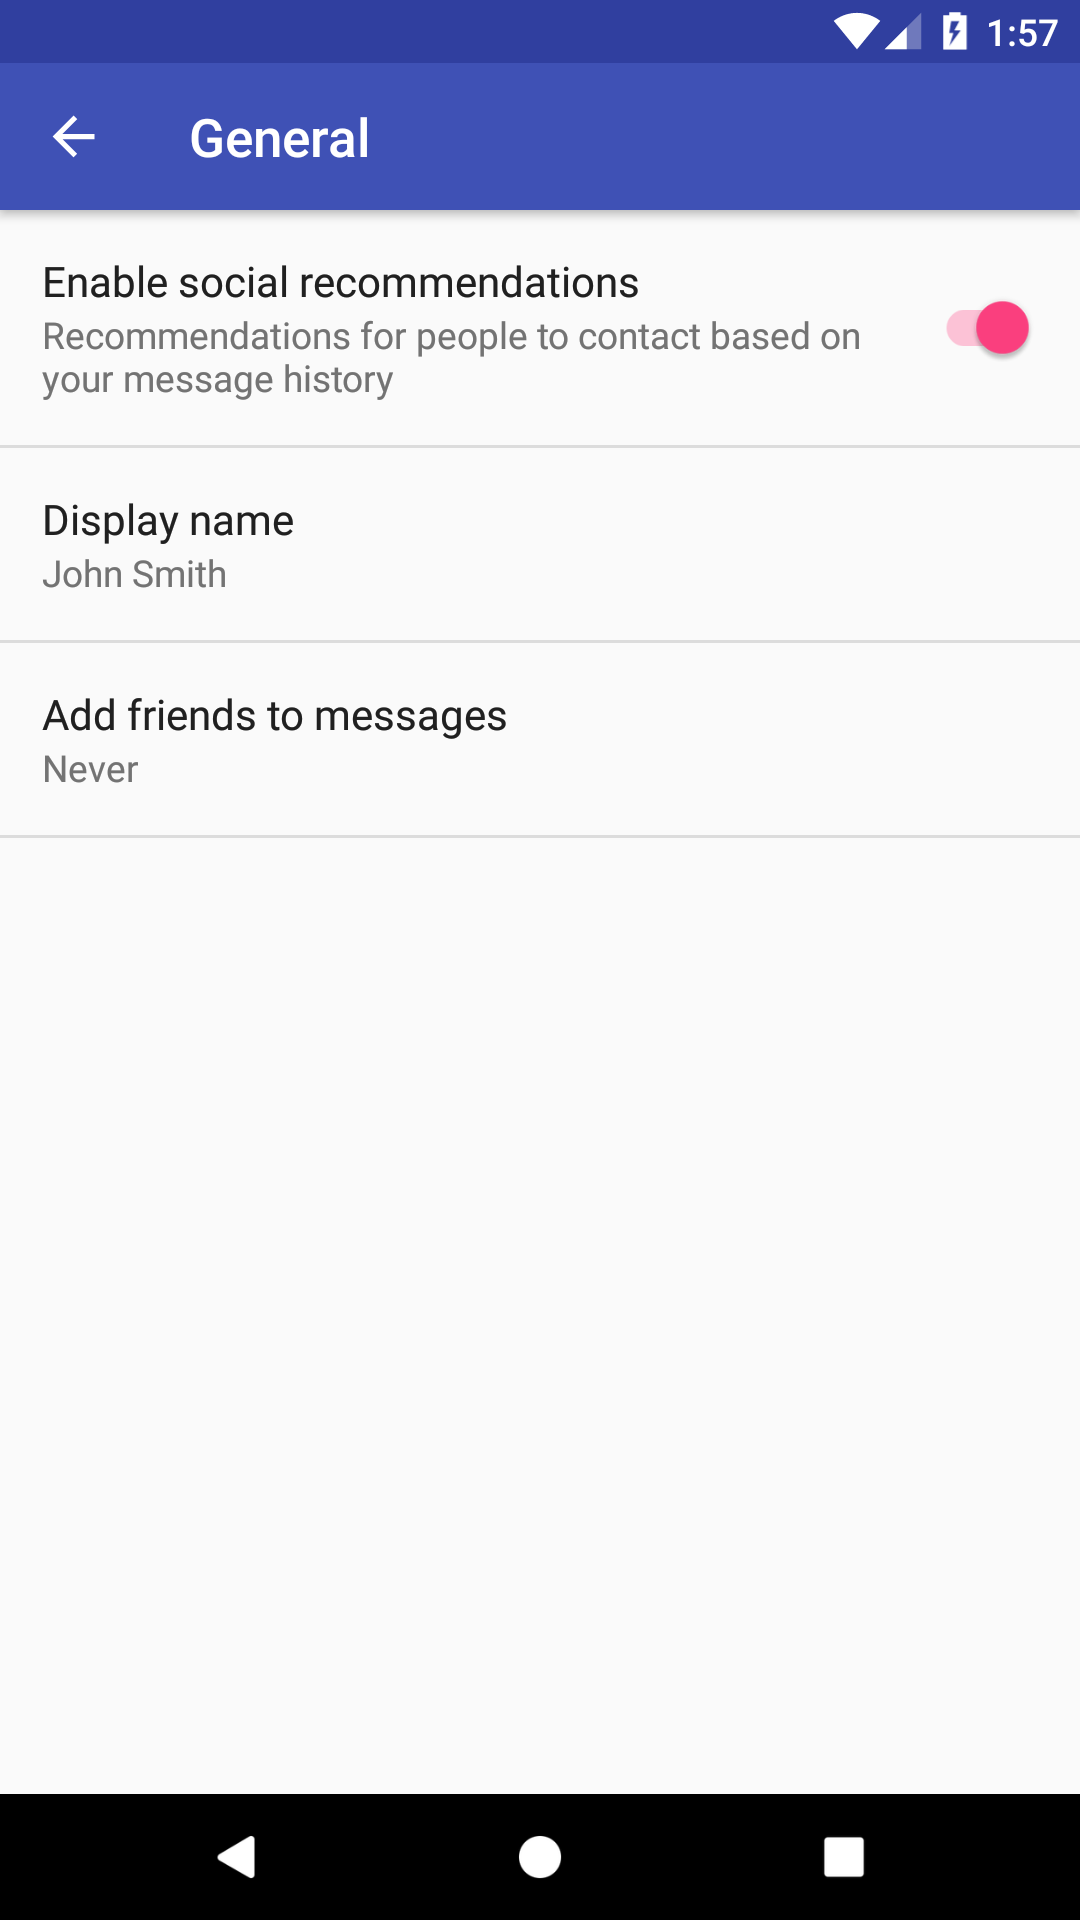 1:57
General
Enable social recommendations
Recommendations for people to contact based on
your message history
Display name
John Smith
Add friends to messages
Never